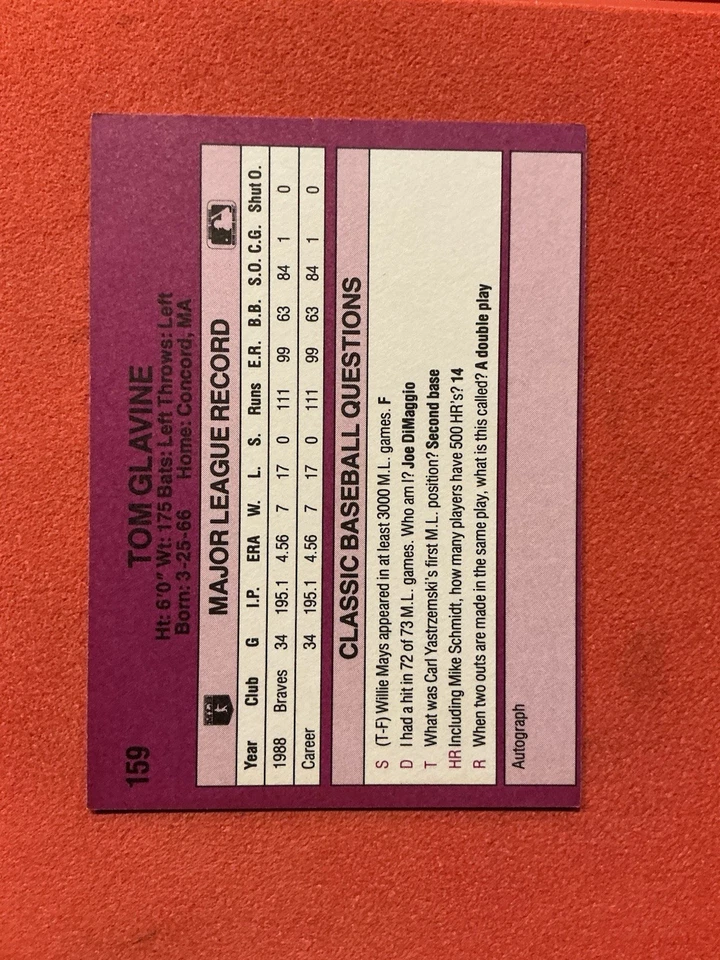 159
TOM GLAVINE
Ht: 6'0" Wt: 175 Bats: Left Throws: Left
Born: 3-25-66 Home: Concord, MA
MAJOR LEAGUE RECORD
Year Club G I.P. ERA W. L. S. Runs E.R. B.B. S.O. C.G. Shut O.
1988 Braves 34 195.1 4.56 7 17 0 111 99 63 84 1 0
Career 34 195.1 4.56 7 17 0 111 99 63 84 1 0
CLASSIC BASEBALL QUESTIONS
S (T-F) Willie Mays appeared in at least 3000 M.L. games. F
D I had a hit in 72 of 73 M.L. games. Who am I? Joe DiMaggio
T What was Carl Yastrzemski's first M.L. position? Second base
HR Including Mike Schmidt, how many players have 500 HR's? 14
R When two outs are made in the same play, what is this called? A double play
Autograph